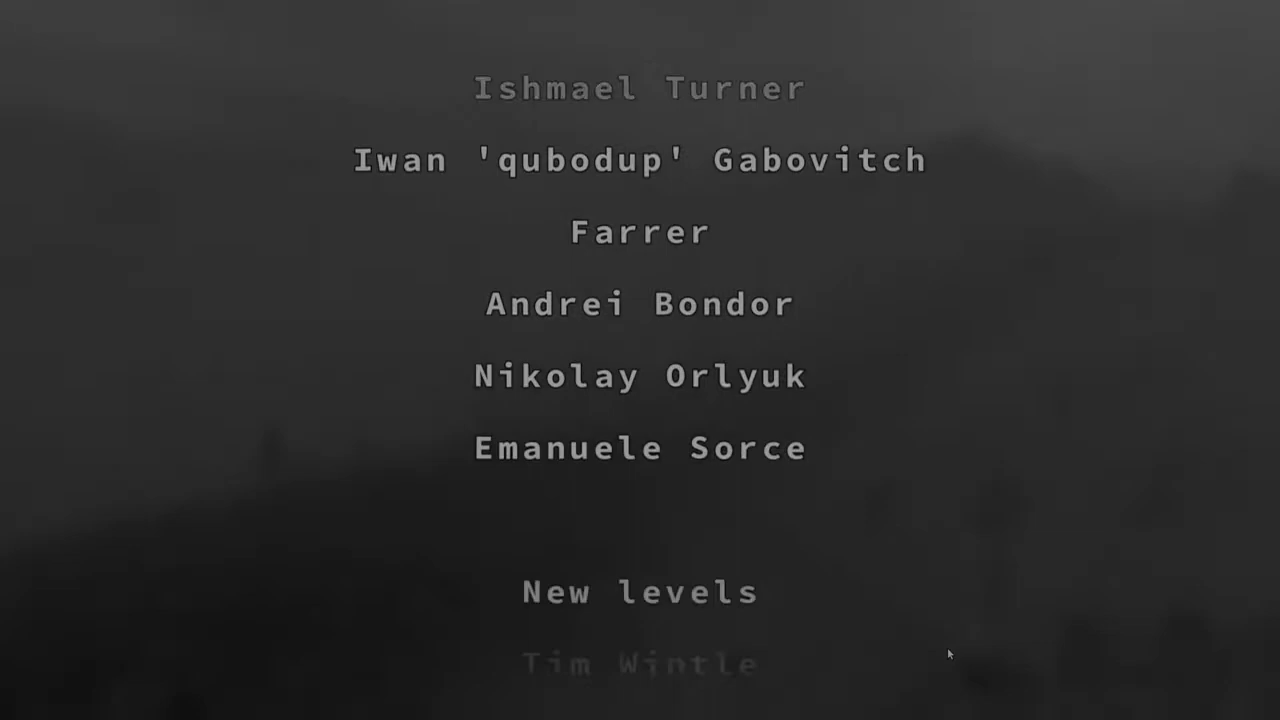 Ishmael Turner
Iwan 'qubodup' Gabovitch
Farrer
Andrei Bondor
Nikolay Orlyuk
Emanuele Sorce
New levels
Tim Wintle